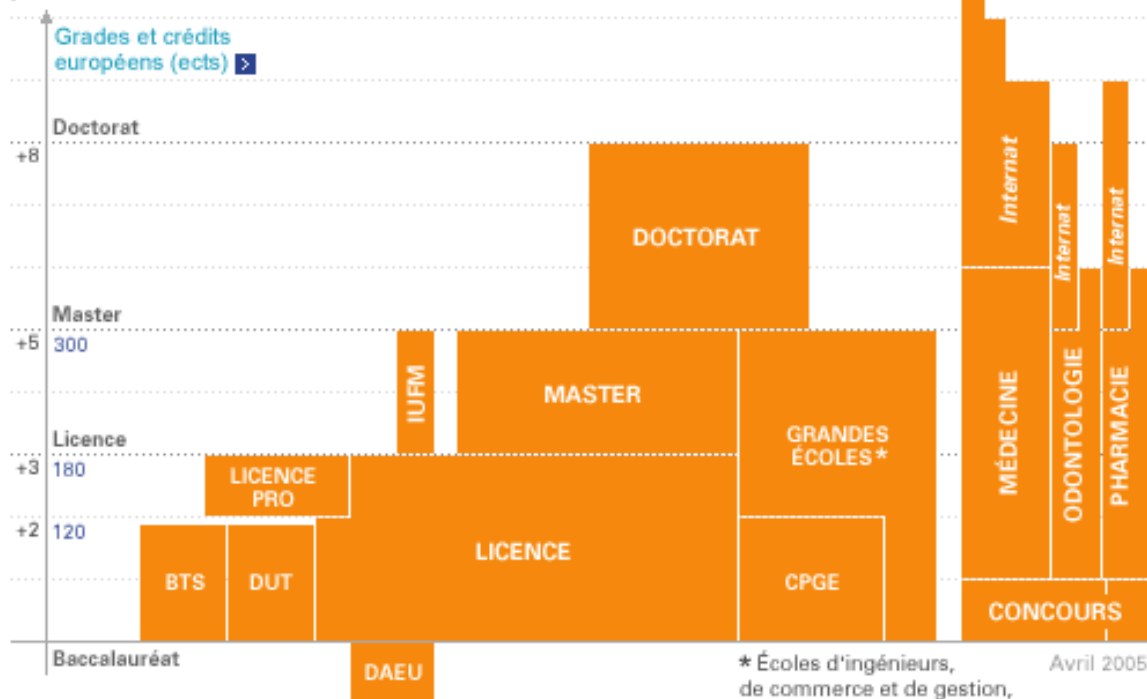 Grades et crédits
européens (ects) >
Doctorat
+8
DOCTORAT
Internat
Internat
Internat
Master
+5
300
IUFM
MASTER
GRANDES
ÉCOLES*
MÉDECINE
ODONTOLOGIE
PHARMACIE
Licence
+3
180
LICENCE
PRO
+2
120
LICENCE
BTS
DUT
CPGE
CONCOURS
Baccalauréat
DAEU
* Écoles d'ingénieurs,
de commerce et de gestion,
Avril 2005